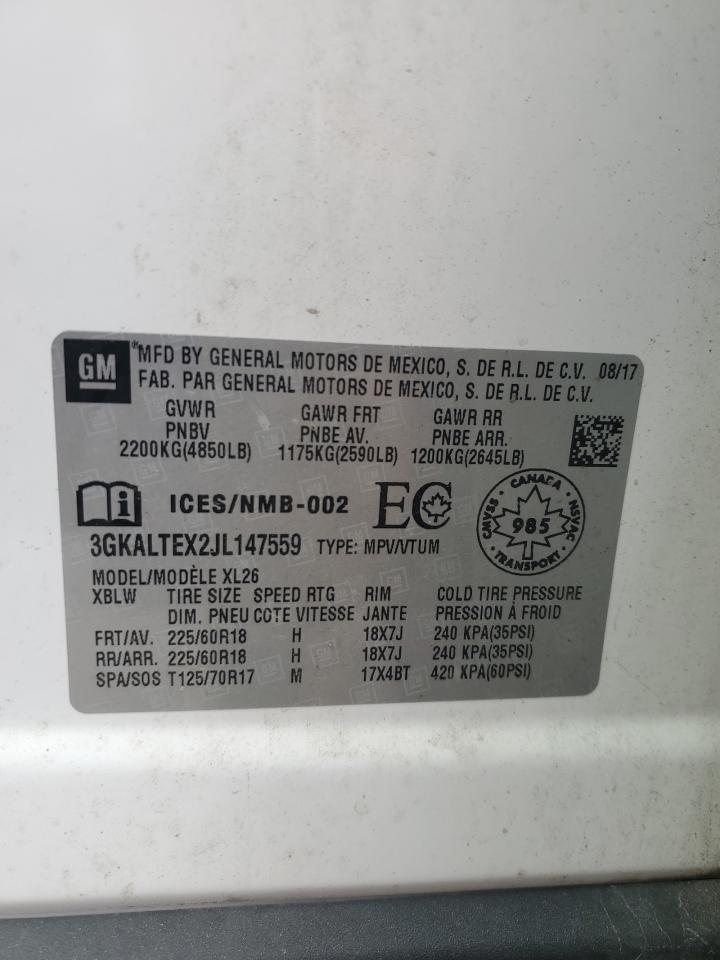 GM
MFD BY GENERAL MOTORS DE MEXICO, S. DE R.L. DE C.V. 08/17
FAB. PAR GENERAL MOTORS DE MEXICO, S. DE R.L. DE C.V.
GVWR GAWR FRT GAWR RR
PNBV PNBE AV. PNBE ARR.
2200KG(4850LB) 1175KG(2590LB) 1200KG(2645LB)
i ICES/NMB-002 EC CANADA CMVSS 985 NSVAC TRANSPORT
3GKALTEX2JL147559 TYPE: MPV/VTUM
MODEL/MODÈLE XL26
XBLW TIRE SIZE SPEED RTG RIM COLD TIRE PRESSURE
DIM. PNEU COTE VITESSE JANTE PRESSION À FROID
FRT/AV. 225/60R18 H 18X7J 240 KPA(35PSI)
RR/ARR. 225/60R18 H 18X7J 240 KPA(35PSI)
SPA/SOS T125/70R17 M 17X4BT 420 KPA(60PSI)